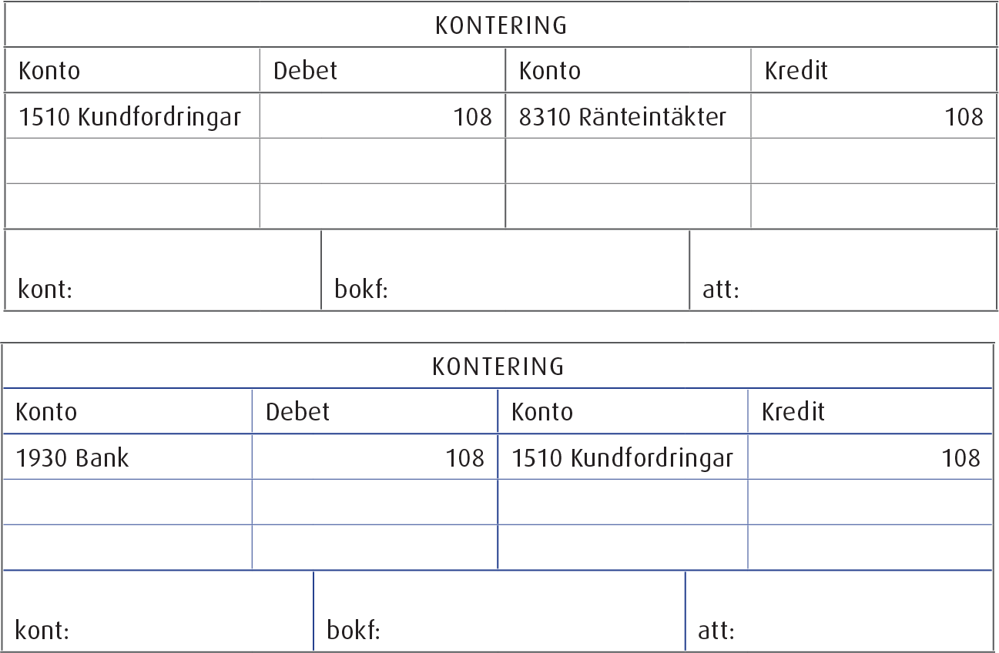 KONTERING
Konto Debet Konto Kredit
1510 Kundfordringar 108 8310 Ränteintäkter 108
kont: bokf: att:
KONTERING
Konto Debet Konto Kredit
1930 Bank 108 1510 Kundfordringar 108
kont: bokf: att: